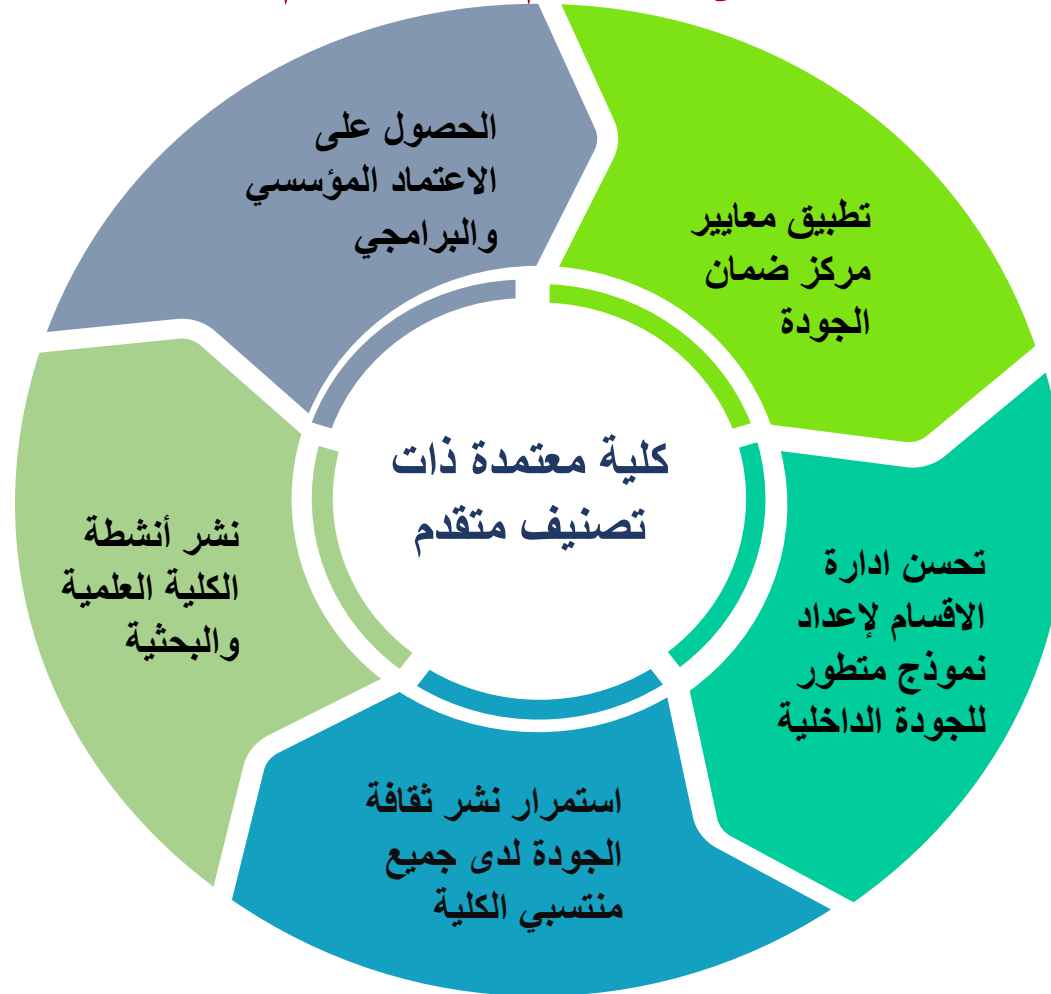 الحصول على
الاعتماد المؤسسي
والبرامجي
تطبيق معايير
مركز ضمان
الجودة
كلية معتمدة ذات
تصنيف متقدم
تحسن ادارة
الاقسام لإعداد
نموذج متطور
للجودة الداخلية
استمرار نشر ثقافة
الجودة لدى جميع
منتسبي الكلية
نشر أنشطة
الكلية العلمية
والبحثية